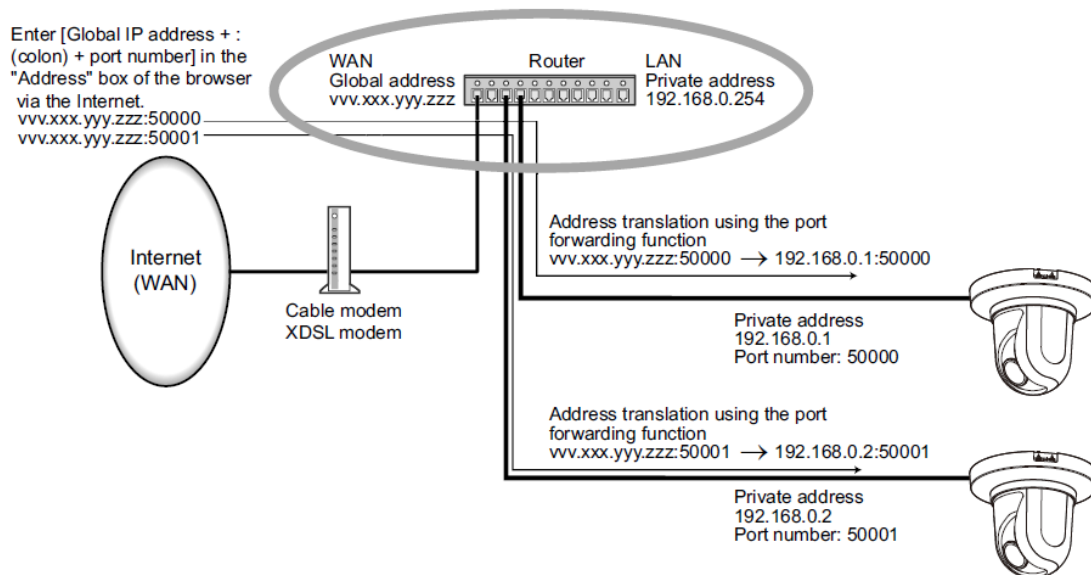 Enter [Global IP address + :
(colon) + port number] in the
"Address" box of the browser
via the Internet.
vvv.xxx.yyy.zzz:50000
vvv.xxx.yyy.zzz:50001
WAN
Global address
vvv.xxx.yyy.zzz
Router
LAN
Private address
192.168.0.254
Internet
(WAN)
Cable modem
XDSL modem
Address translation using the port
forwarding function
vvv.xxx.yyy.zzz:50000 → 192.168.0.1:50000
Private address
192.168.0.1
Port number: 50000
Address translation using the port
forwarding function
vvv.xxx.yyy.zzz:50001 → 192.168.0.2:50001
Private address
192.168.0.2
Port number: 50001